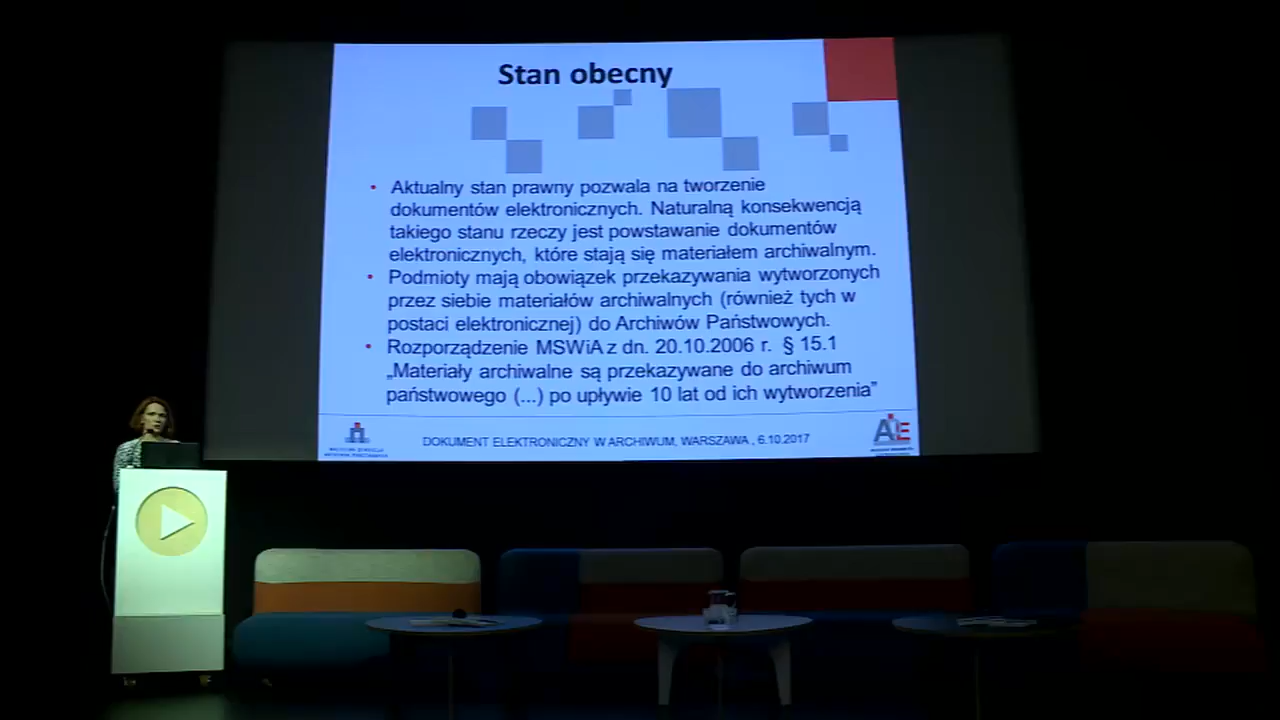 Stan obecny
• Aktualny stan prawny pozwala na tworzenie
dokumentów elektronicznych. Naturalną konsekwencją
takiego stanu rzeczy jest powstawanie dokumentów
elektronicznych, które stają się materiałem archiwalnym.
• Podmioty mają obowiązek przekazywania wytworzonych
przez siebie materiałów archiwalnych (również tych w
postaci elektronicznej) do Archiwów Państwowych.
• Rozporządzenie MSWiA z dn. 20.10.2006 r. § 15.1
„Materiały archiwalne są przekazywane do archiwum
państwowego (...) po upływie 10 lat od ich wytworzenia”
DOKUMENT ELEKTRONICZNY W ARCHIWUM, WARSZAWA , 6.10.2017